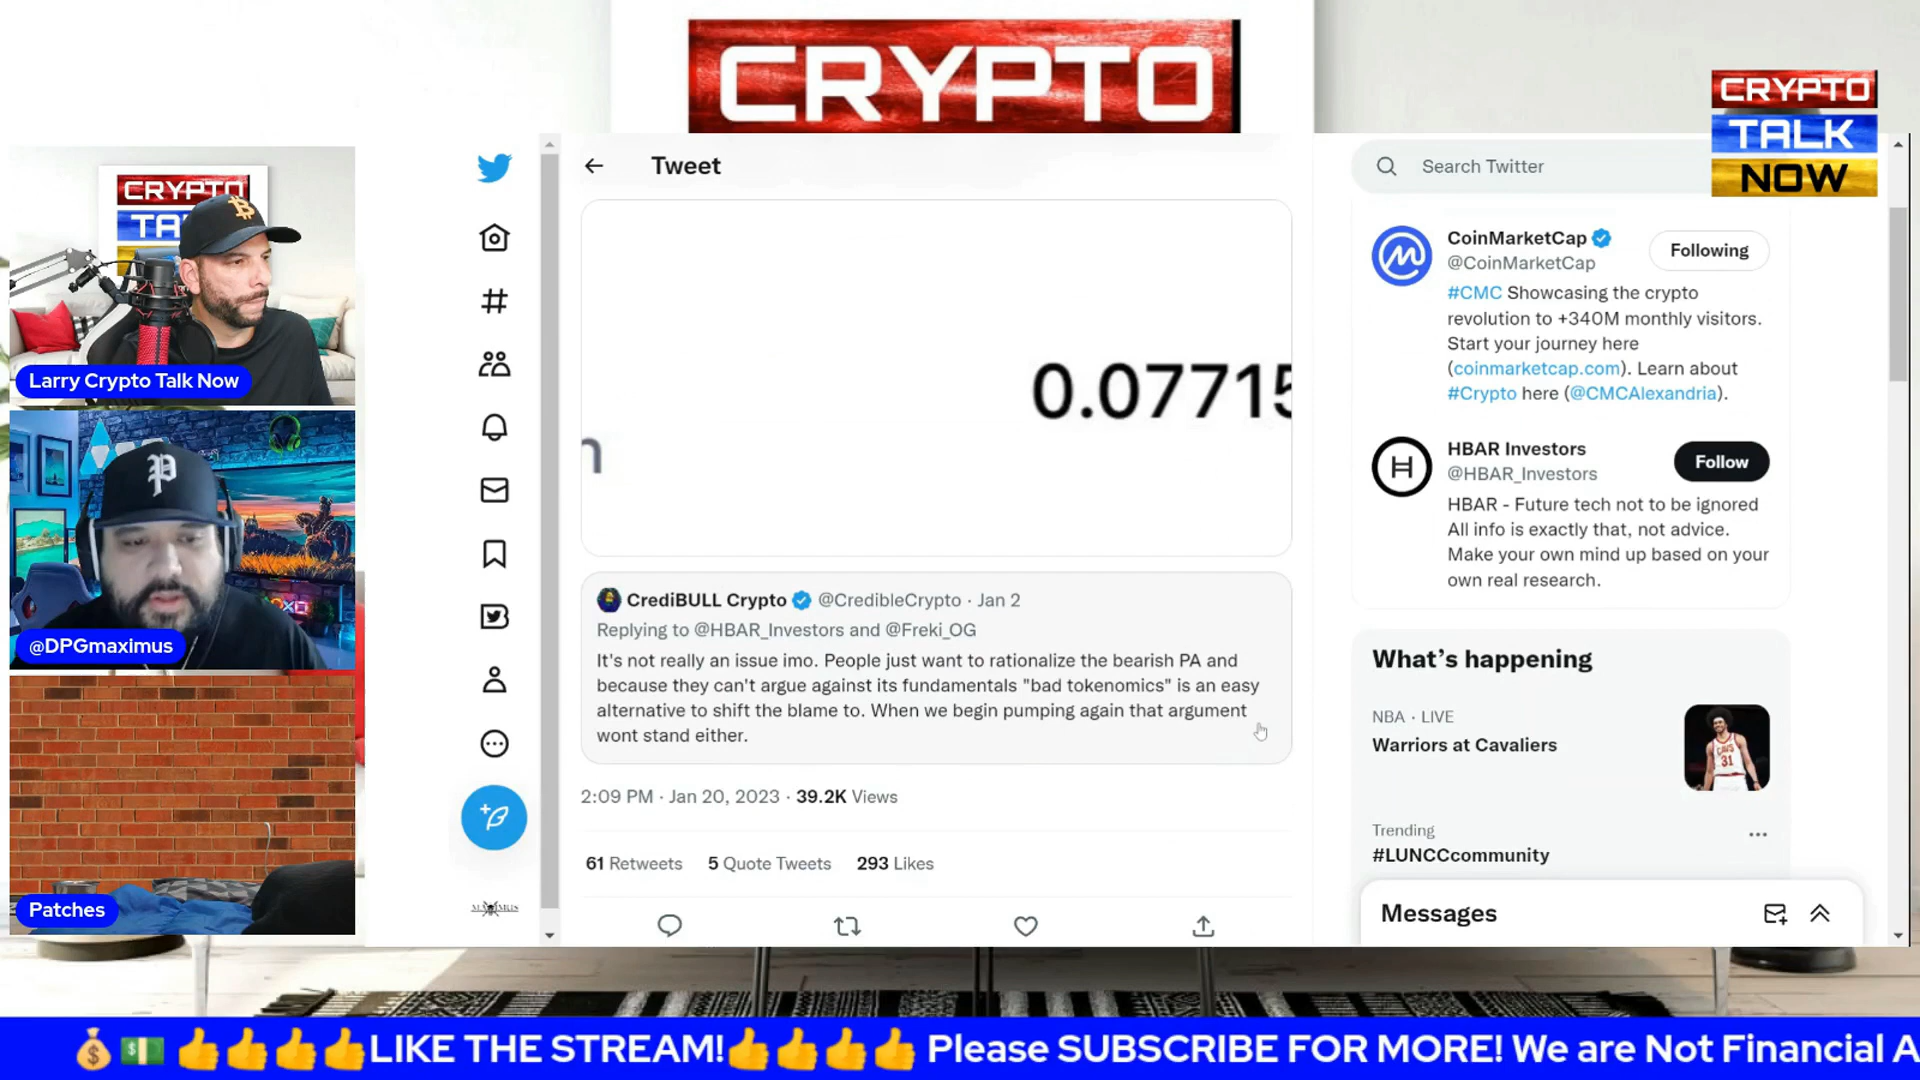 CRYPTO
CRYPTO
TALK
NOW
CRYPTO
TA
Larry Crypto Talk Now
P
@DPGmaximus
Patches
Tweet
0.07715
n
CrediBULL Crypto @CredibleCrypto · Jan 2
Replying to @HBAR_Investors and @Freki_OG
It's not really an issue imo. People just want to rationalize the bearish PA and
because they can't argue against its fundamentals "bad tokenomics" is an easy
alternative to shift the blame to. When we begin pumping again that argument
wont stand either.
2:09 PM · Jan 20, 2023 · 39.2K Views
61 Retweets 5 Quote Tweets 293 Likes
Search Twitter
CoinMarketCap
Following
@CoinMarketCap
#CMC Showcasing the crypto
revolution to +340M monthly visitors.
Start your journey here
(coinmarketcap.com). Learn about
#Crypto here (@CMCAlexandria).
HBAR Investors
Follow
@HBAR_Investors
HBAR - Future tech not to be ignored
All info is exactly that, not advice.
Make your own mind up based on your
own real research.
What's happening
NBA · LIVE
Warriors at Cavaliers
CAVS
31
Trending
#LUNCCcommunity
Messages
LIKE THE STREAM! Please SUBSCRIBE FOR MORE! We are Not Financial A